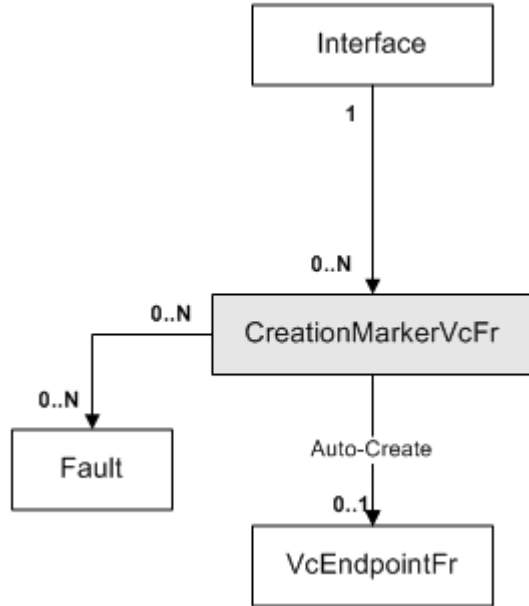 Interface
1
0..N
CreationMarkerVcFr
0..N
0..N
Fault
Auto-Create
0..1
VcEndpointFr